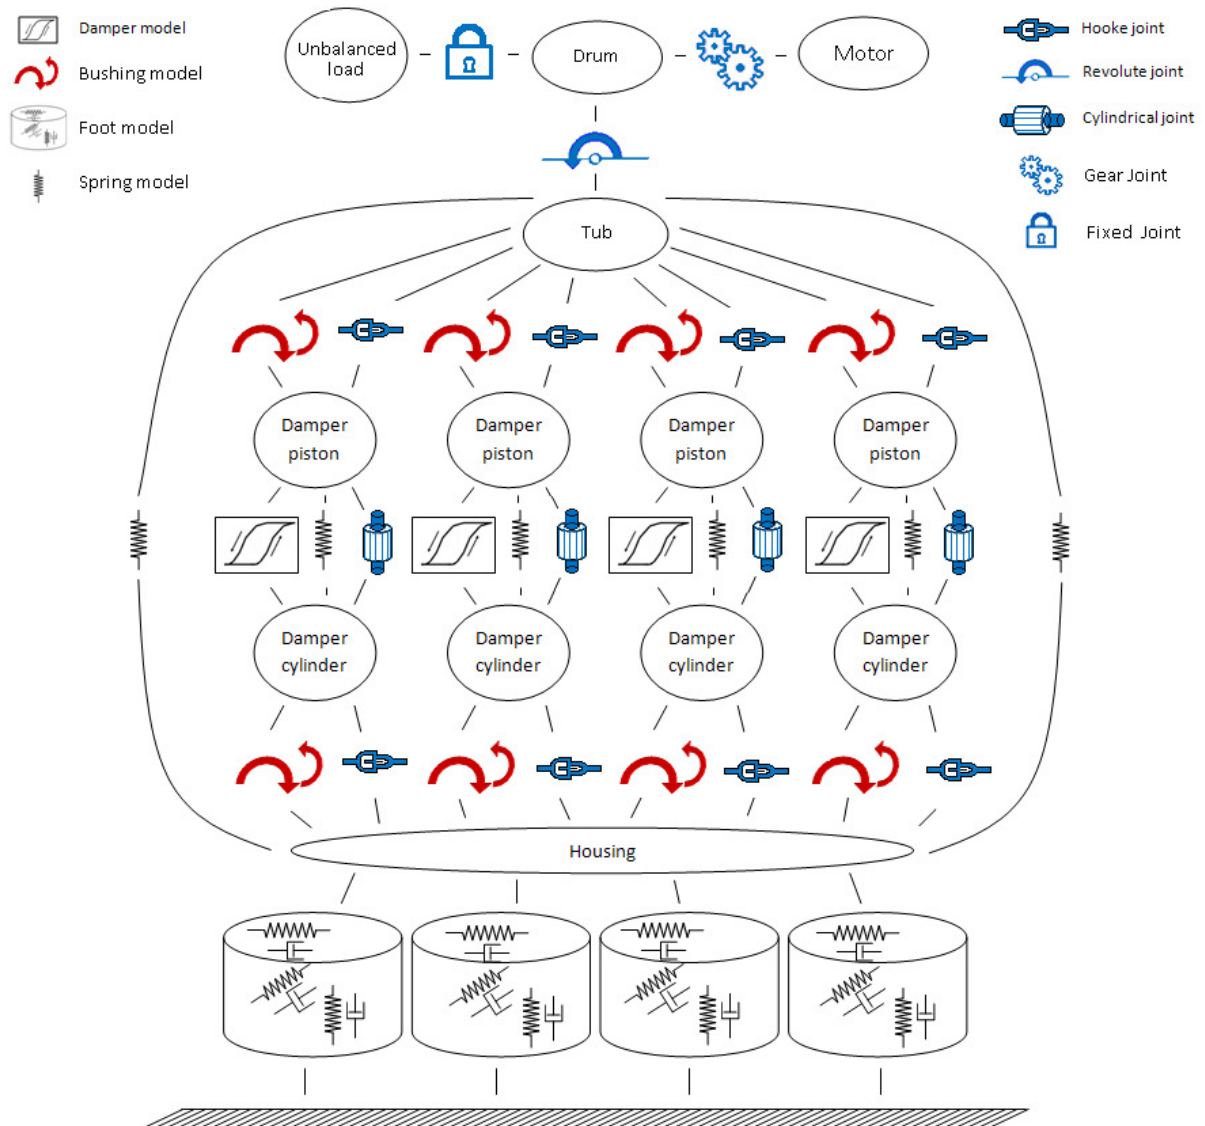 Damper model
Bushing model
Foot model
Spring model
Unbalanced
load
Drum
Motor
Hooke joint
Revolute joint
Cylindrical joint
Gear Joint
Fixed Joint
Tub
Damper
piston
Damper
piston
Damper
piston
Damper
piston
Damper
cylinder
Damper
cylinder
Damper
cylinder
Damper
cylinder
Housing